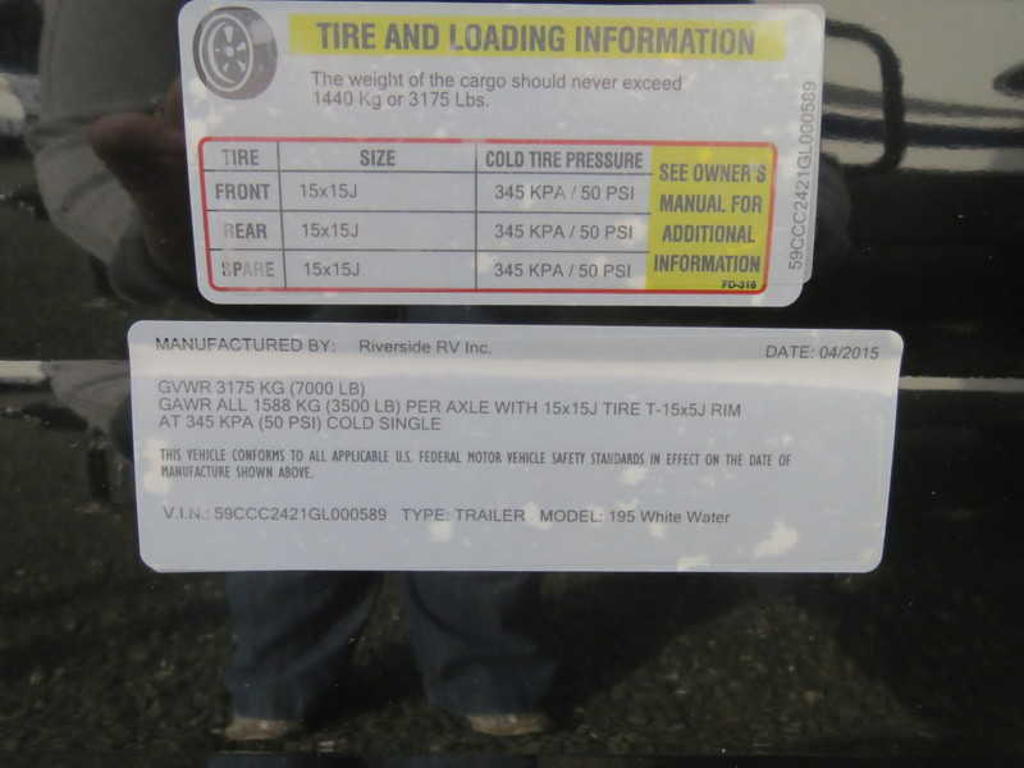 TIRE AND LOADING INFORMATION
The weight of the cargo should never exceed
1440 Kg or 3175 Lbs.
TIRE SIZE COLD TIRE PRESSURE
FRONT 15x15J 345 KPA / 50 PSI
REAR 15x15J 345 KPA / 50 PSI
SPARE 15x15J 345 KPA / 50 PSI
SEE OWNER'S
MANUAL FOR
ADDITIONAL
INFORMATION
FD-316
59CCC2421GL000589
MANUFACTURED BY: Riverside RV Inc. DATE: 04/2015
GVWR 3175 KG (7000 LB)
GAWR ALL 1588 KG (3500 LB) PER AXLE WITH 15x15J TIRE T-15x5J RIM
AT 345 KPA (50 PSI) COLD SINGLE
THIS VEHICLE CONFORMS TO ALL APPLICABLE U.S. FEDERAL MOTOR VEHICLE SAFETY STANDARDS IN EFFECT ON THE DATE OF
MANUFACTURE SHOWN ABOVE.
V.I.N.: 59CCC2421GL000589 TYPE: TRAILER MODEL: 195 White Water